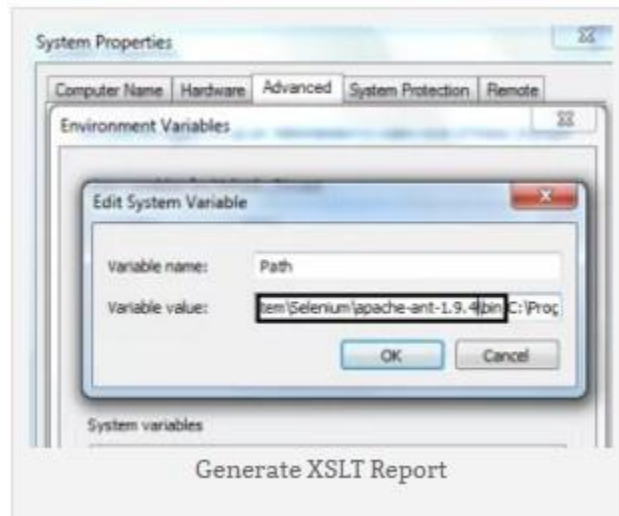 System Properties
Computer Name Hardware Advanced System Protection Remote
Environment Variables
Edit System Variable
Variable name: Path
Variable value: tem\Selenium\apache-ant-1.9.4\bin C:\Prog
OK Cancel
System variables
Generate XSLT Report